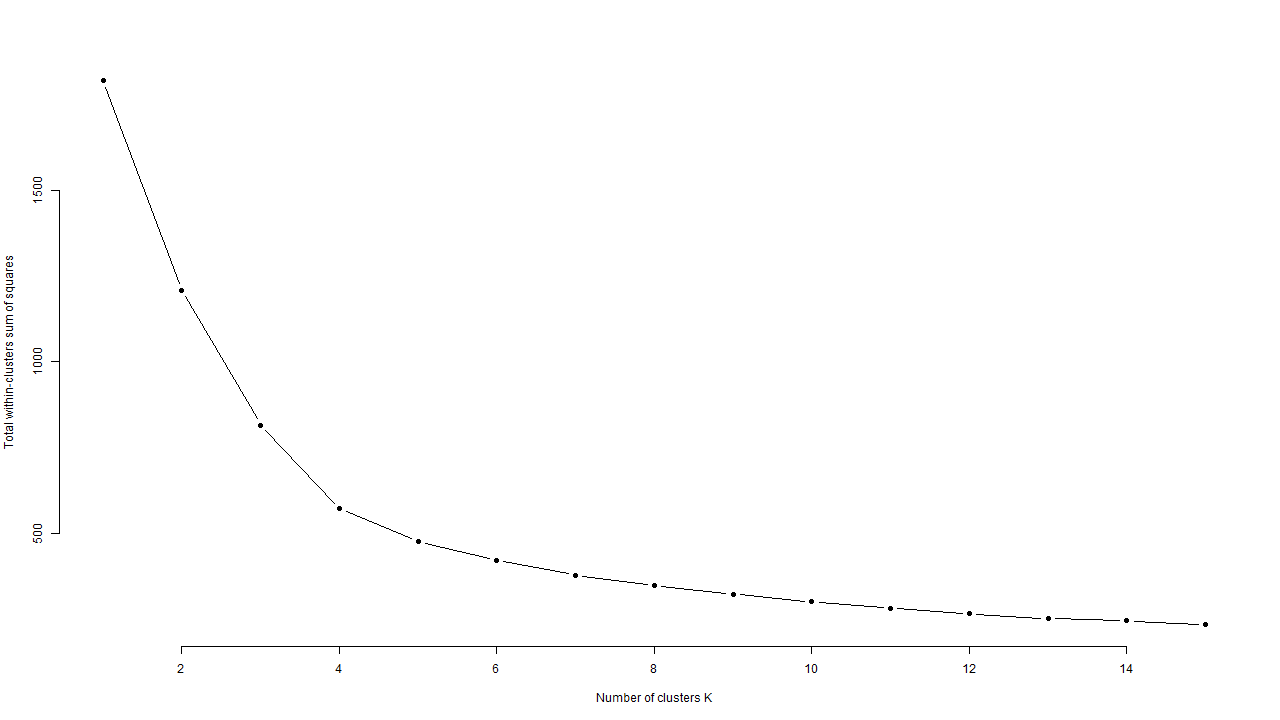 1500
1000
500
Total within-clusters sum of squares
2 4 6 8 10 12 14
Number of clusters K